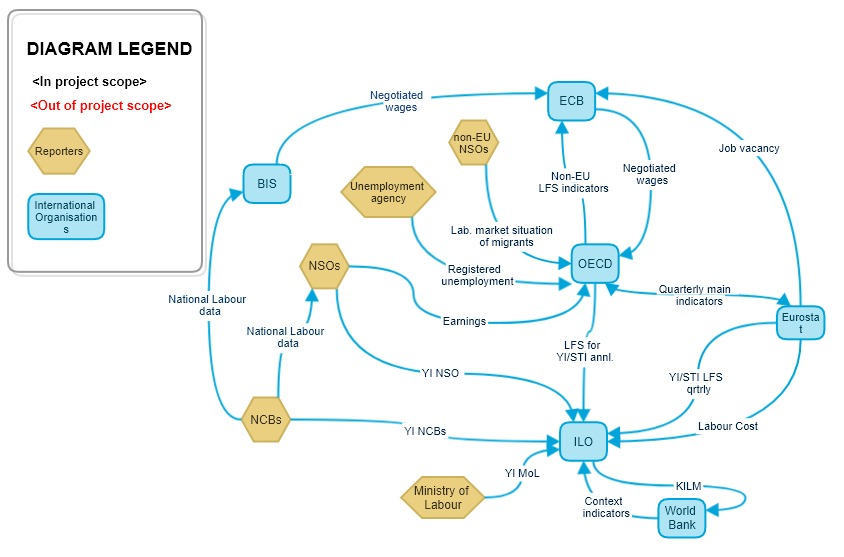 DIAGRAM LEGEND
<In project scope>
<Out of project scope>
Reporters
International
Organisation
s
Negotiated
wages
ECB
non-EU
NSOs
Job vacancy
BIS
Unemployment
agency
Non-EU
LFS indicators
Negotiated
wages
Lab. market situation
of migrants
NSOs
OECD
Registered
unemployment
Quarterly main
indicators
National Labour
data
National Labour
data
Earnings
Eurosta
t
LFS for
YI/STI annl.
YI NSO
YI/STI LFS
qrtrly
NCBs
YI NCBs
ILO
Labour Cost
YI MoL
Ministry of
Labour
KILM
Context
indicators
World
Bank